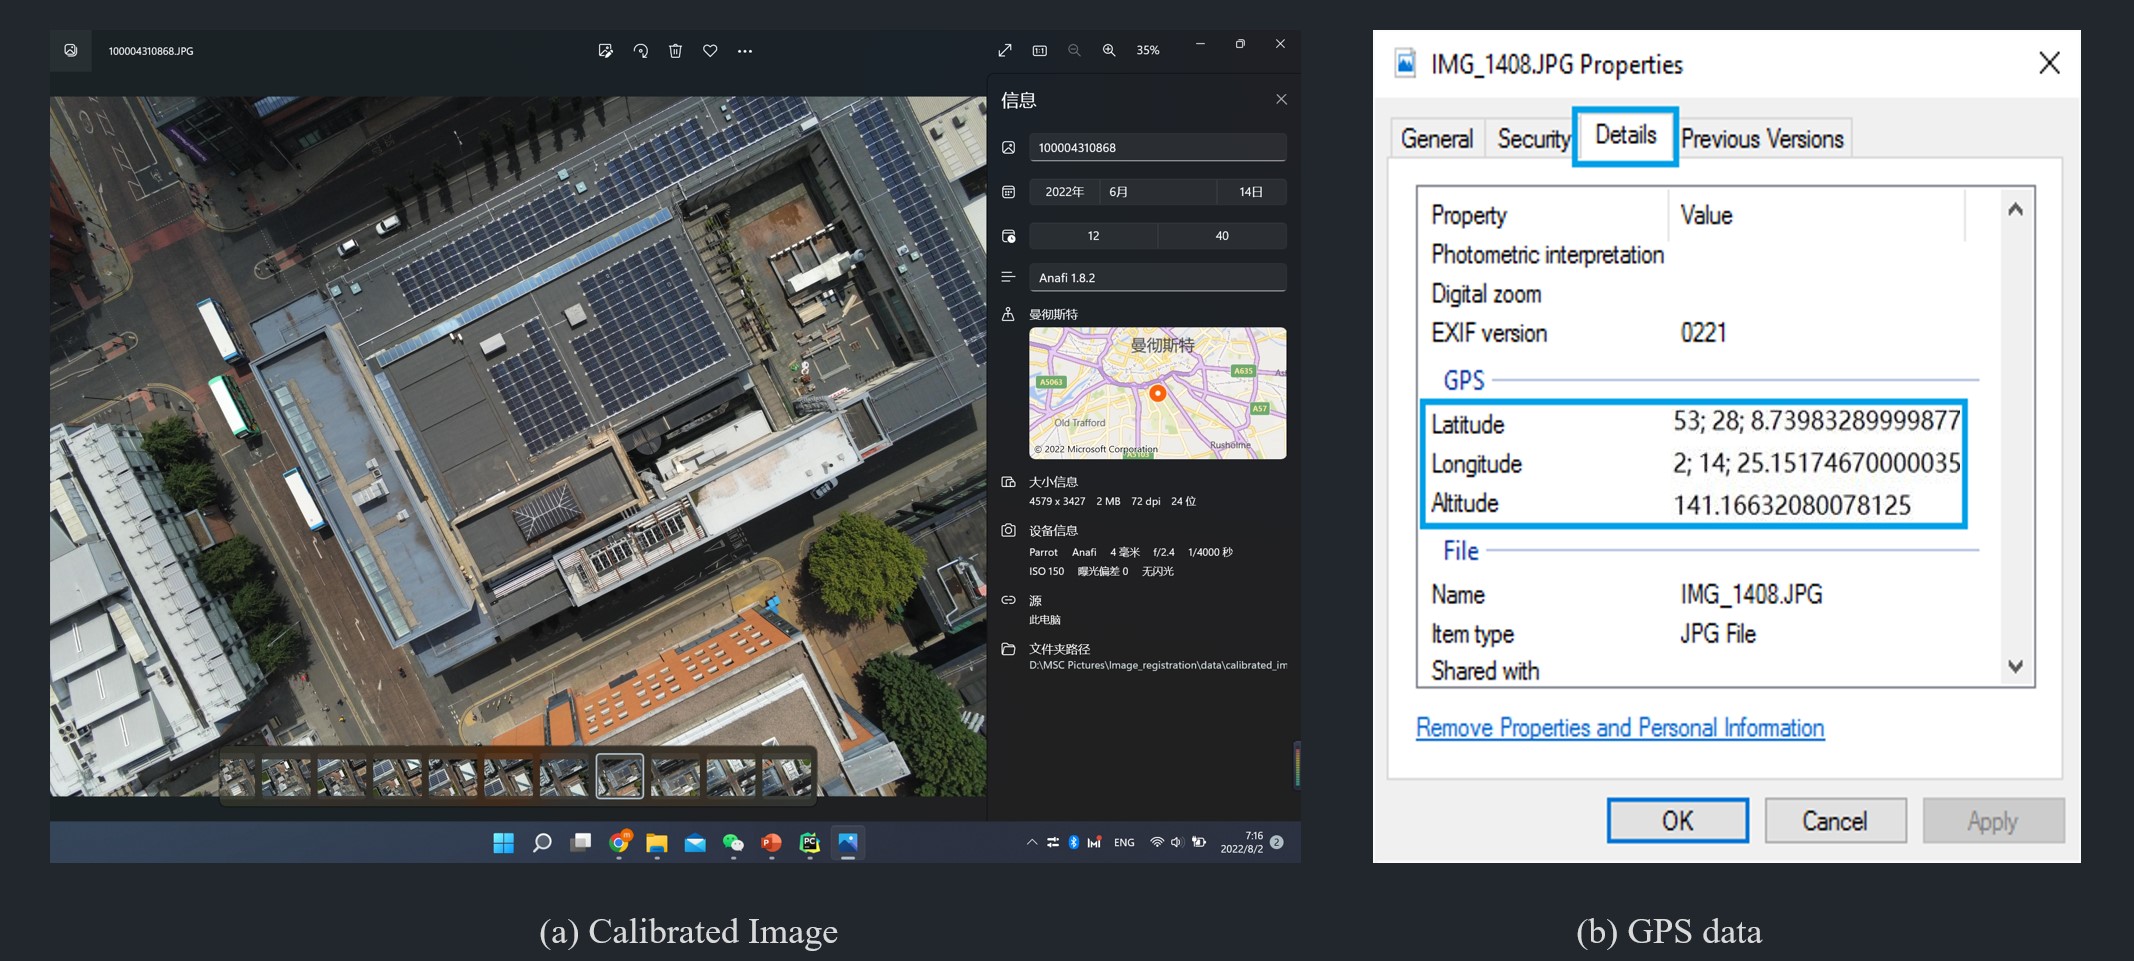 100004310868.JPG
35%
信息
100004310868
2022年 6月 14日
12 40
Anafi 1.8.2
曼彻斯特
曼彻斯特
A5063
A635
A57
Old Trafford
Rusholme
© 2022 Microsoft Corporation
大小信息
4579 x 3427 2 MB 72 dpi 24 位
设备信息
Parrot Anafi 4 毫米 f/2.4 1/4000 秒
ISO 150 曝光偏差 0 无闪光
源
此电脑
文件夹路径
D:\MSC Pictures\Image_registration\data\calibrated_im
ENG
7:16
2022/8/2
2
(a) Calibrated Image
IMG_1408.JPG Properties
General Security Details Previous Versions
Property Value
Photometric interpretation
Digital zoom
EXIF version 0221
GPS
Latitude 53; 28; 8.73983289999877
Longitude 2; 14; 25.15174670000035
Altitude 141.16632080078125
File
Name IMG_1408.JPG
Item type JPG File
Shared with
Remove Properties and Personal Information
OK Cancel Apply
(b) GPS data